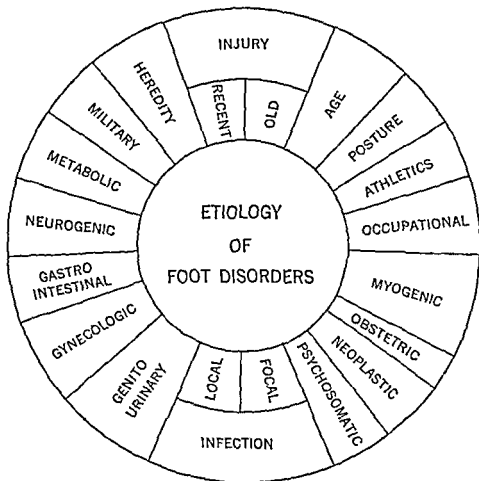 INJURY
RECENT
OLD
AGE
POSTURE
ATHLETICS
OCCUPATIONAL
MYOGENIC
OBSTETRIC
NEOPLASTIC
PSYCHOSOMATIC
INFECTION
FOCAL
LOCAL
GENITO
URINARY
GYNECOLOGIC
GASTRO
INTESTINAL
NEUROGENIC
METABOLIC
MILITARY
HEREDITY
ETIOLOGY
OF
FOOT DISORDERS